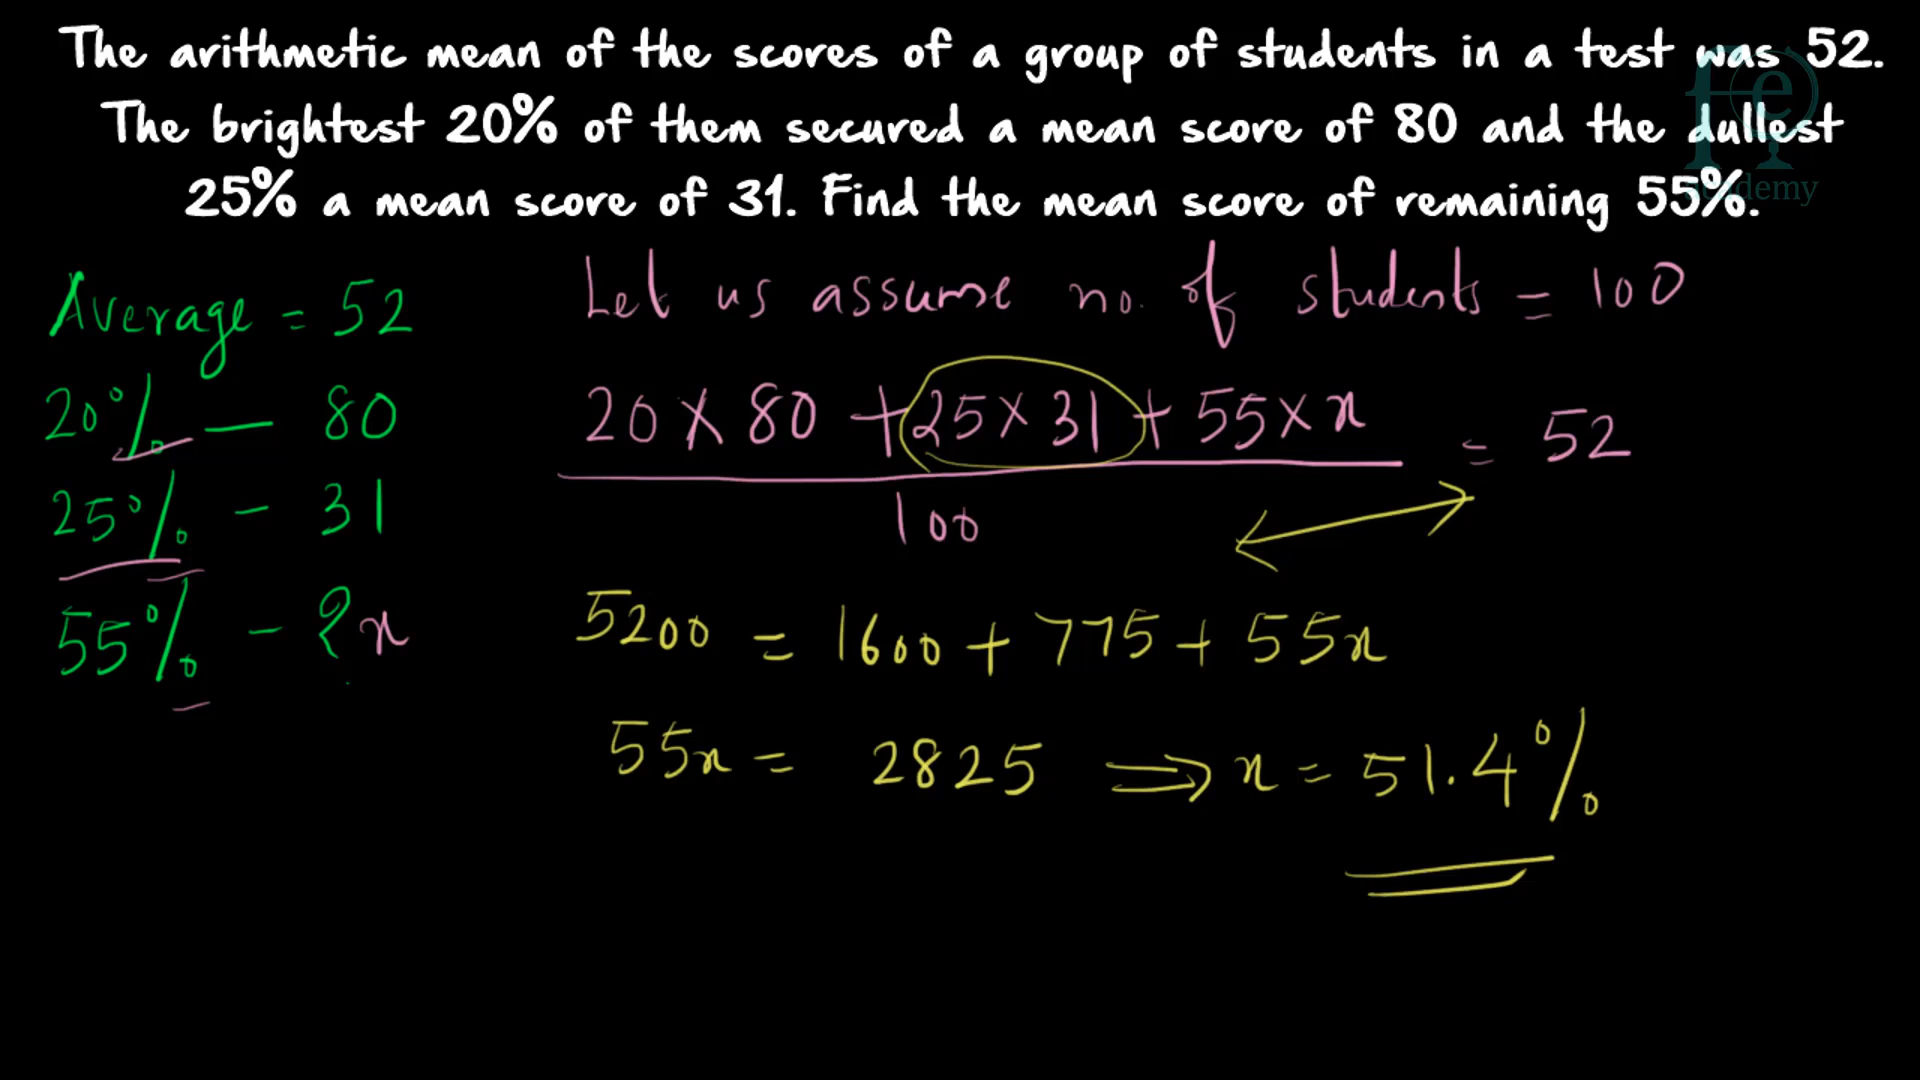 The arithmetic mean of the scores of a group of students in a test was 52.
The brightest 20% of them secured a mean score of 80 and the dullest
25% a mean score of 31. Find the mean score of remaining 55%.
Average = 52
20% — 80
25% - 31
55% - ? x
Let us assume no. of students = 100
20 × 80 + 25 × 31 + 55 × x
100
= 52
5200 = 1600 + 775 + 55x
55x = 2825 ⇒ x = 51.4%